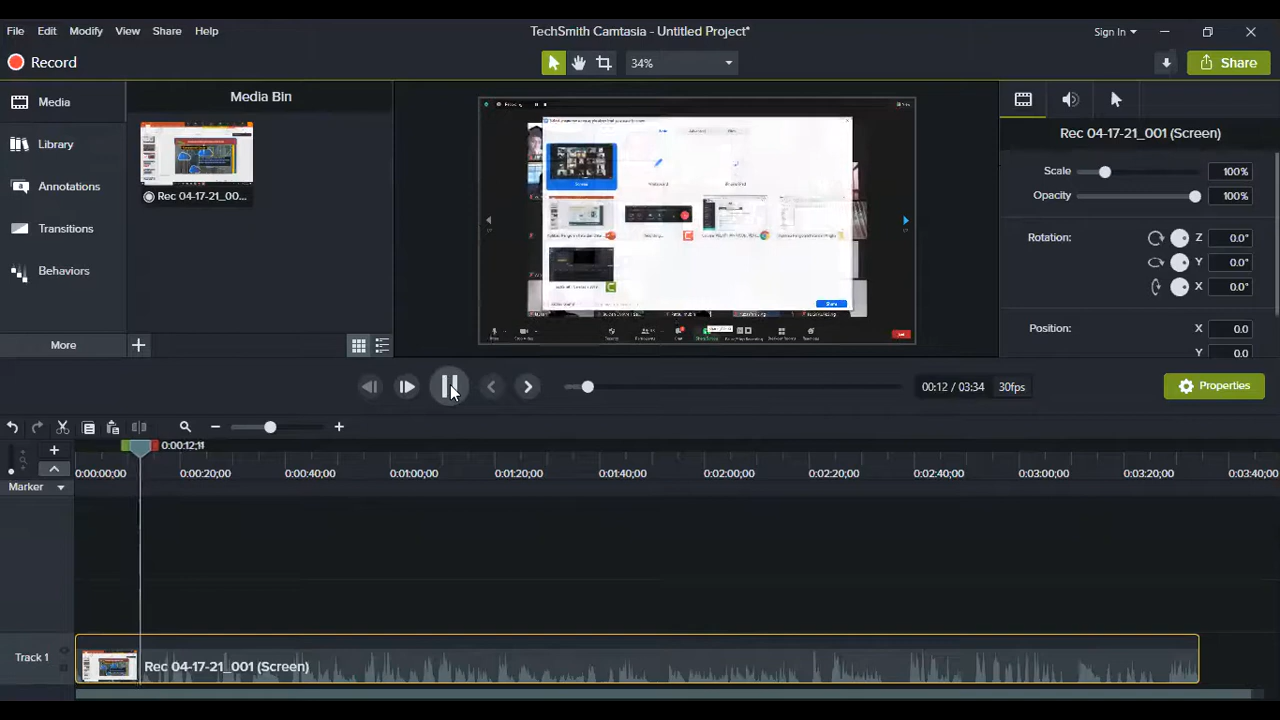 File Edit Modify View Share Help
TechSmith Camtasia - Untitled Project*
Sign In
Record
34%
Share
Media
Library
Annotations
Transitions
Behaviors
More
Media Bin
Rec 04-17-21_00...
Rec 04-17-21_001(Screen)
Scale 100%
Opacity 100%
Rotation: Z 0.0°
Y 0.0°
X 0.0°
Position: X 0.0
Y 0.0
00:12 / 03:34 30fps
Properties
0:00:12;11
0:00:00;00 0:00:20;00 0:00:40;00 0:01:00;00 0:01:20;00 0:01:40;00 0:02:00;00 0:02:20;00 0:02:40;00 0:03:00;00 0:03:20;00 0:03:40;00
Marker
Track 1
Rec 04-17-21_001 (Screen)